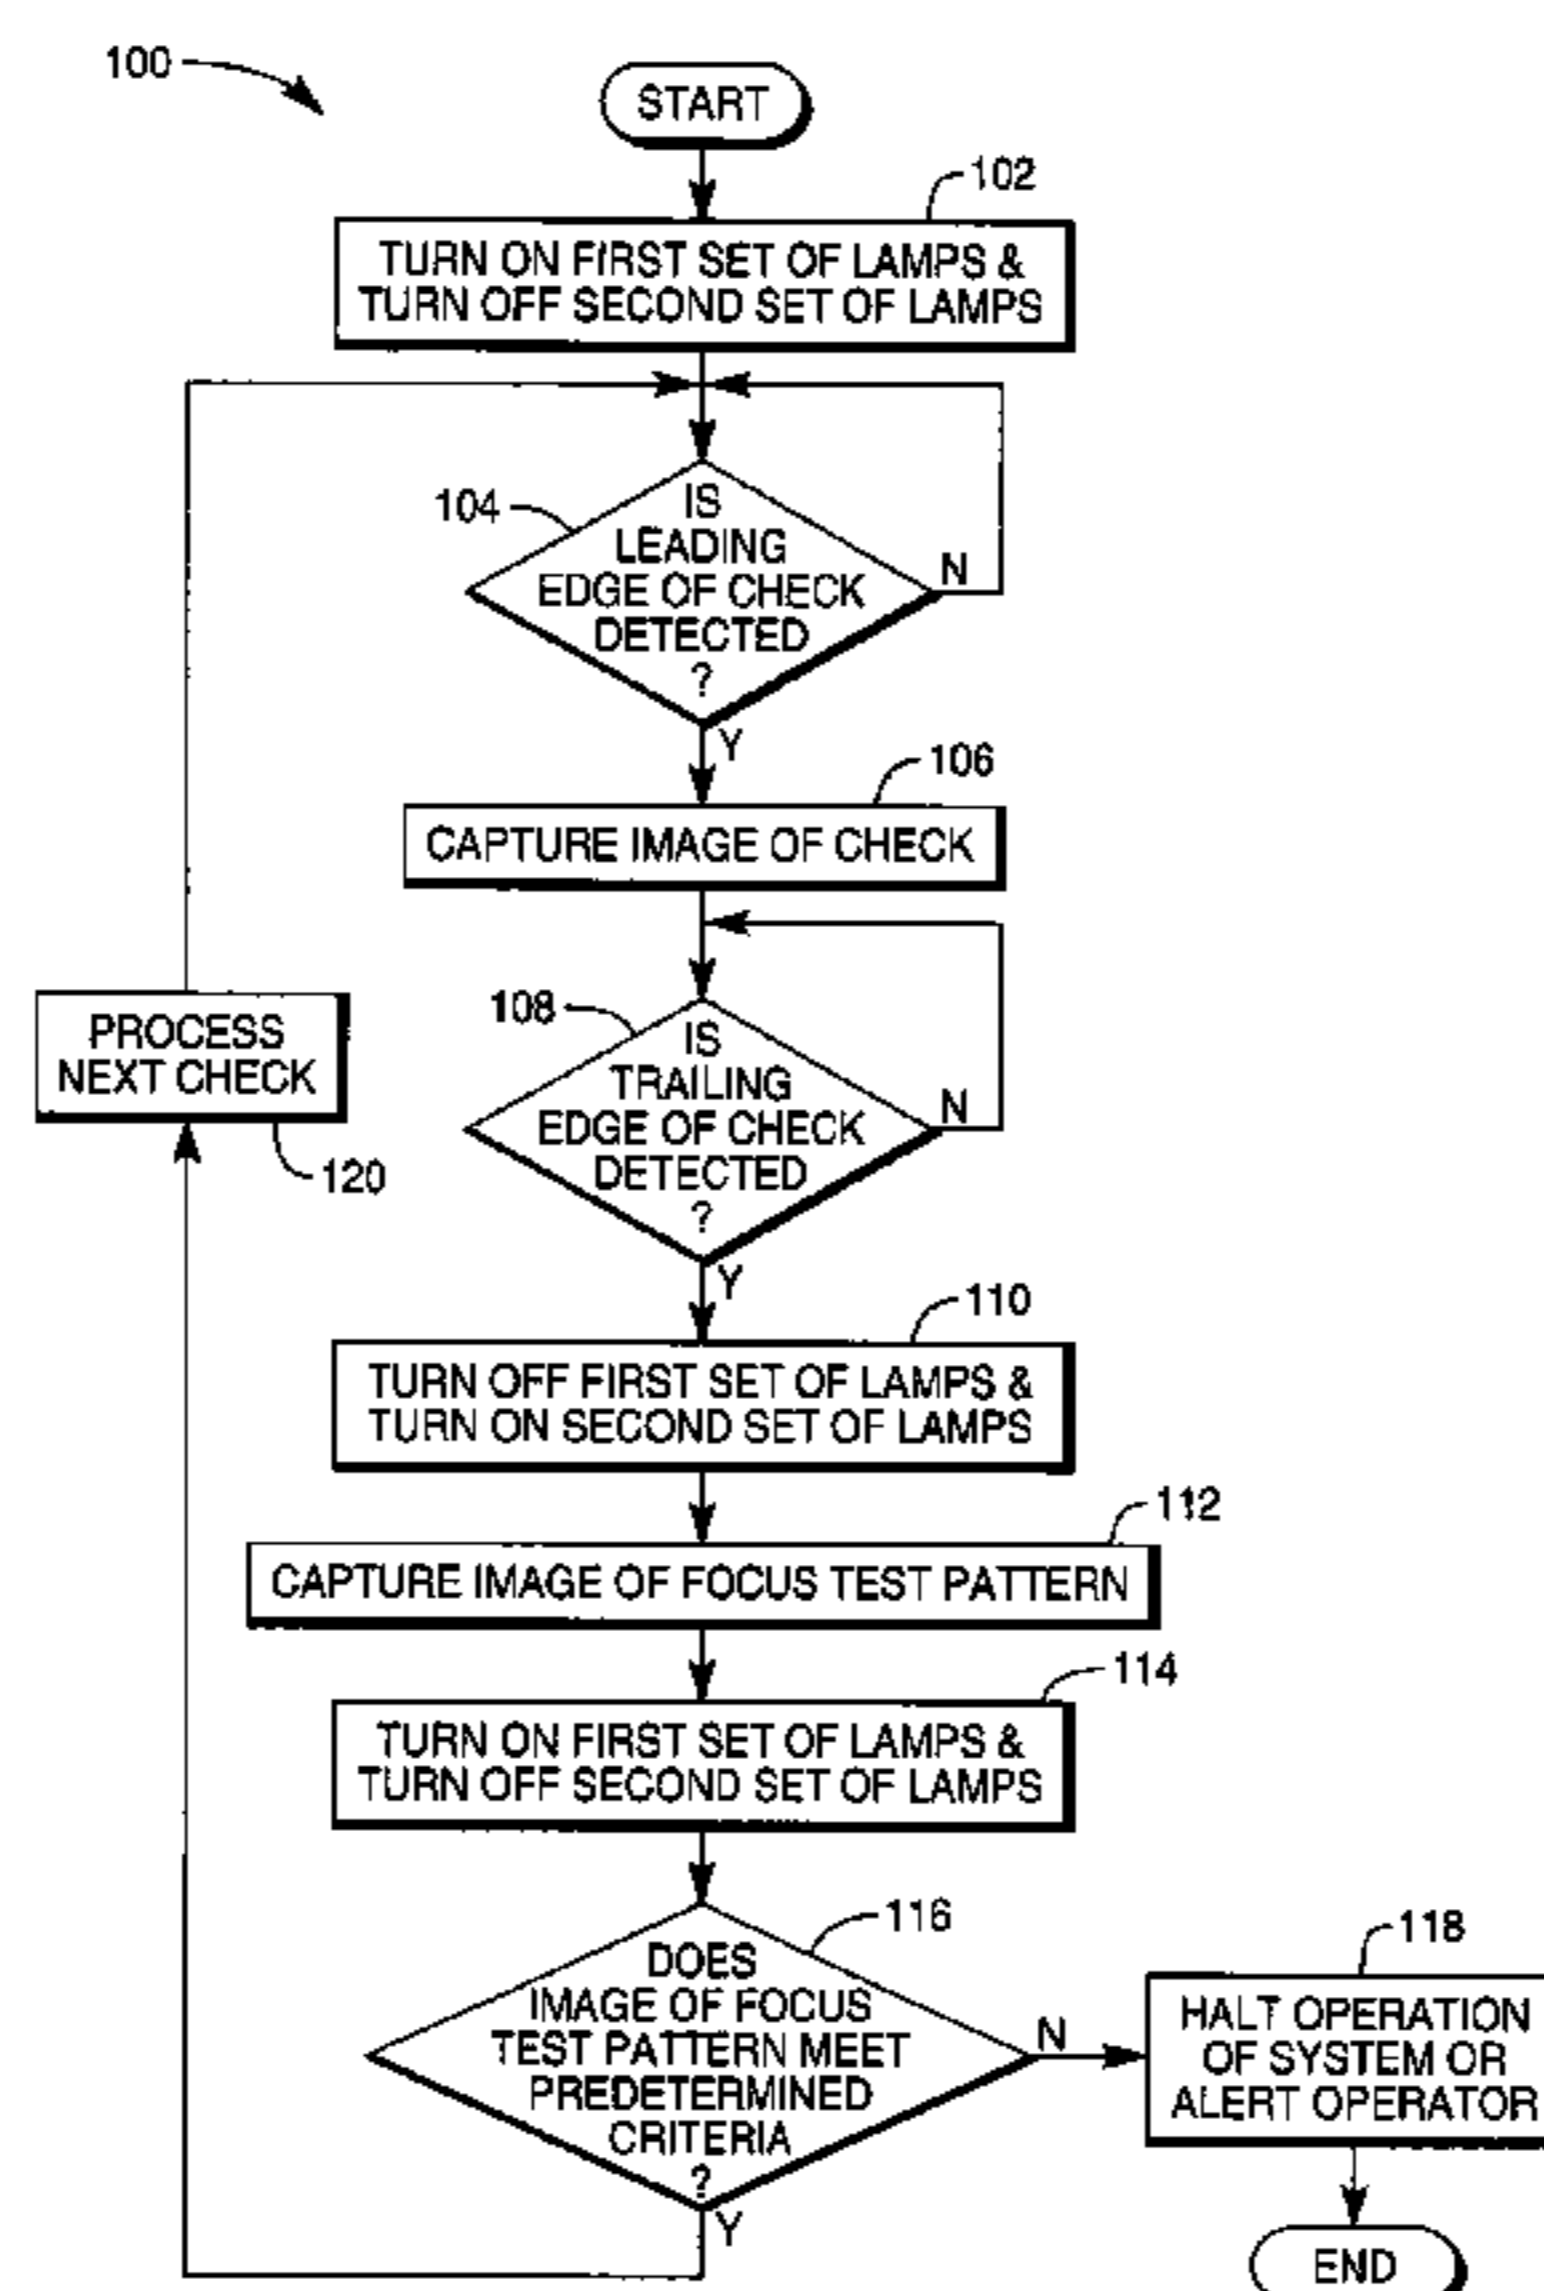 100
START
102
TURN ON FIRST SET OF LAMPS &
TURN OFF SECOND SET OF LAMPS
104
IS
LEADING
EDGE OF CHECK
DETECTED
?
N
Y
106
CAPTURE IMAGE OF CHECK
108
IS
TRAILING
EDGE OF CHECK
DETECTED
?
N
Y
PROCESS
NEXT CHECK
120
110
TURN OFF FIRST SET OF LAMPS &
TURN ON SECOND SET OF LAMPS
112
CAPTURE IMAGE OF FOCUS TEST PATTERN
114
TURN ON FIRST SET OF LAMPS &
TURN OFF SECOND SET OF LAMPS
116
DOES
IMAGE OF FOCUS
TEST PATTERN MEET
PREDETERMINED
CRITERIA
?
N
Y
118
HALT OPERATION
OF SYSTEM OR
ALERT OPERATOR
END